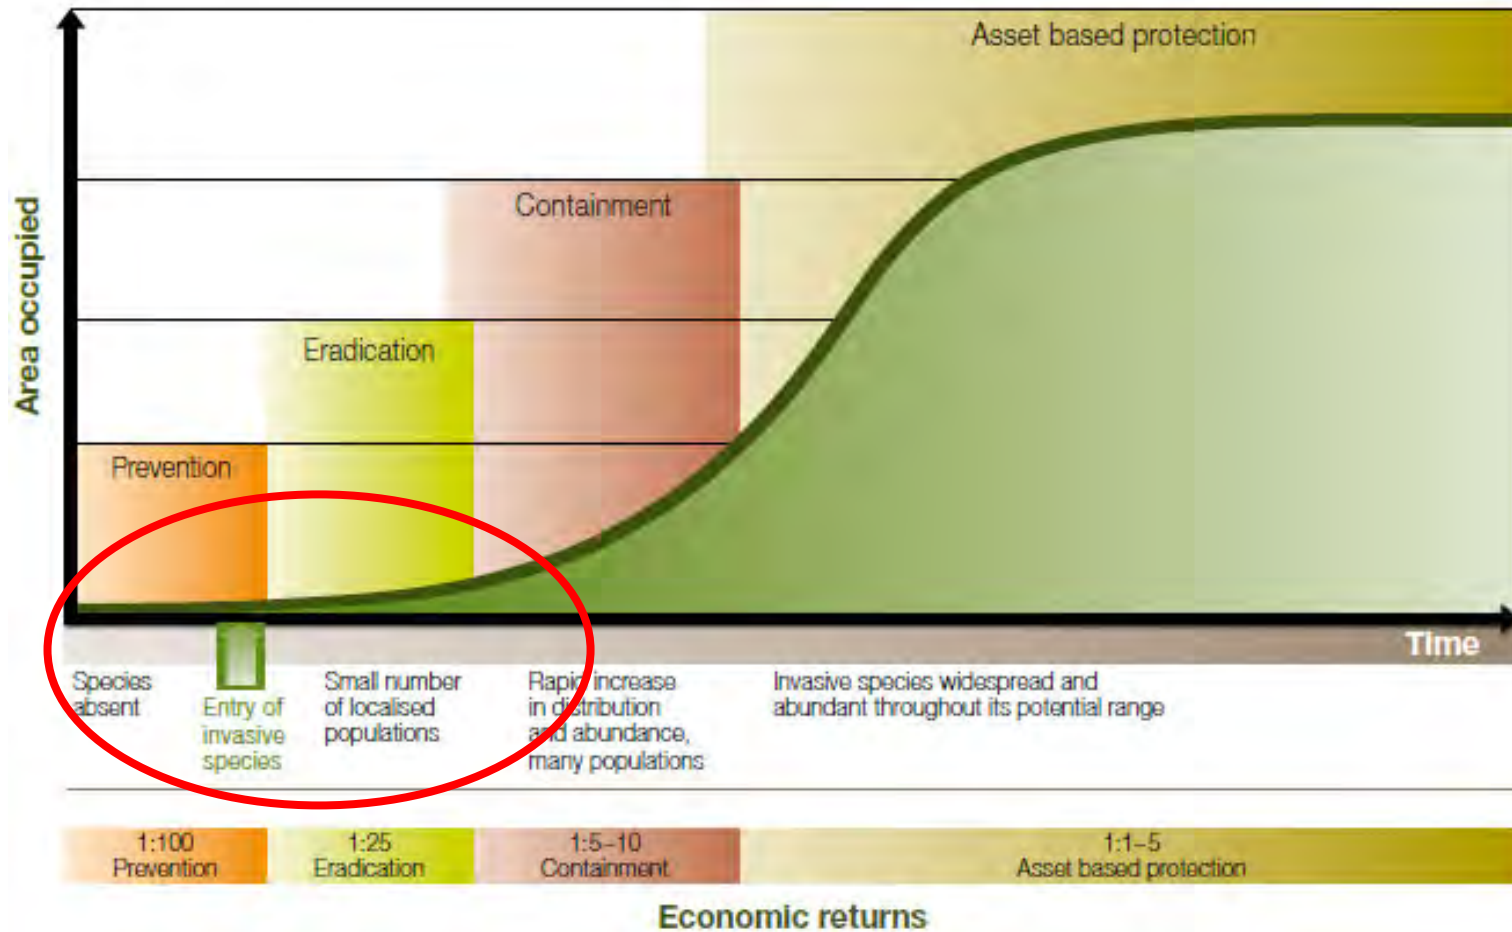 Asset based protection
Containment
Eradication
Prevention
Area occupied
Time
Species
absent
Entry of
invasive
species
Small number
of localised
populations
Rapid increase
in distribution
and abundance,
many populations
Invasive species widespread and
abundant throughout its potential range
1:100
Prevention
1:25
Eradication
1:5–10
Containment
1:1–5
Asset based protection
Economic returns